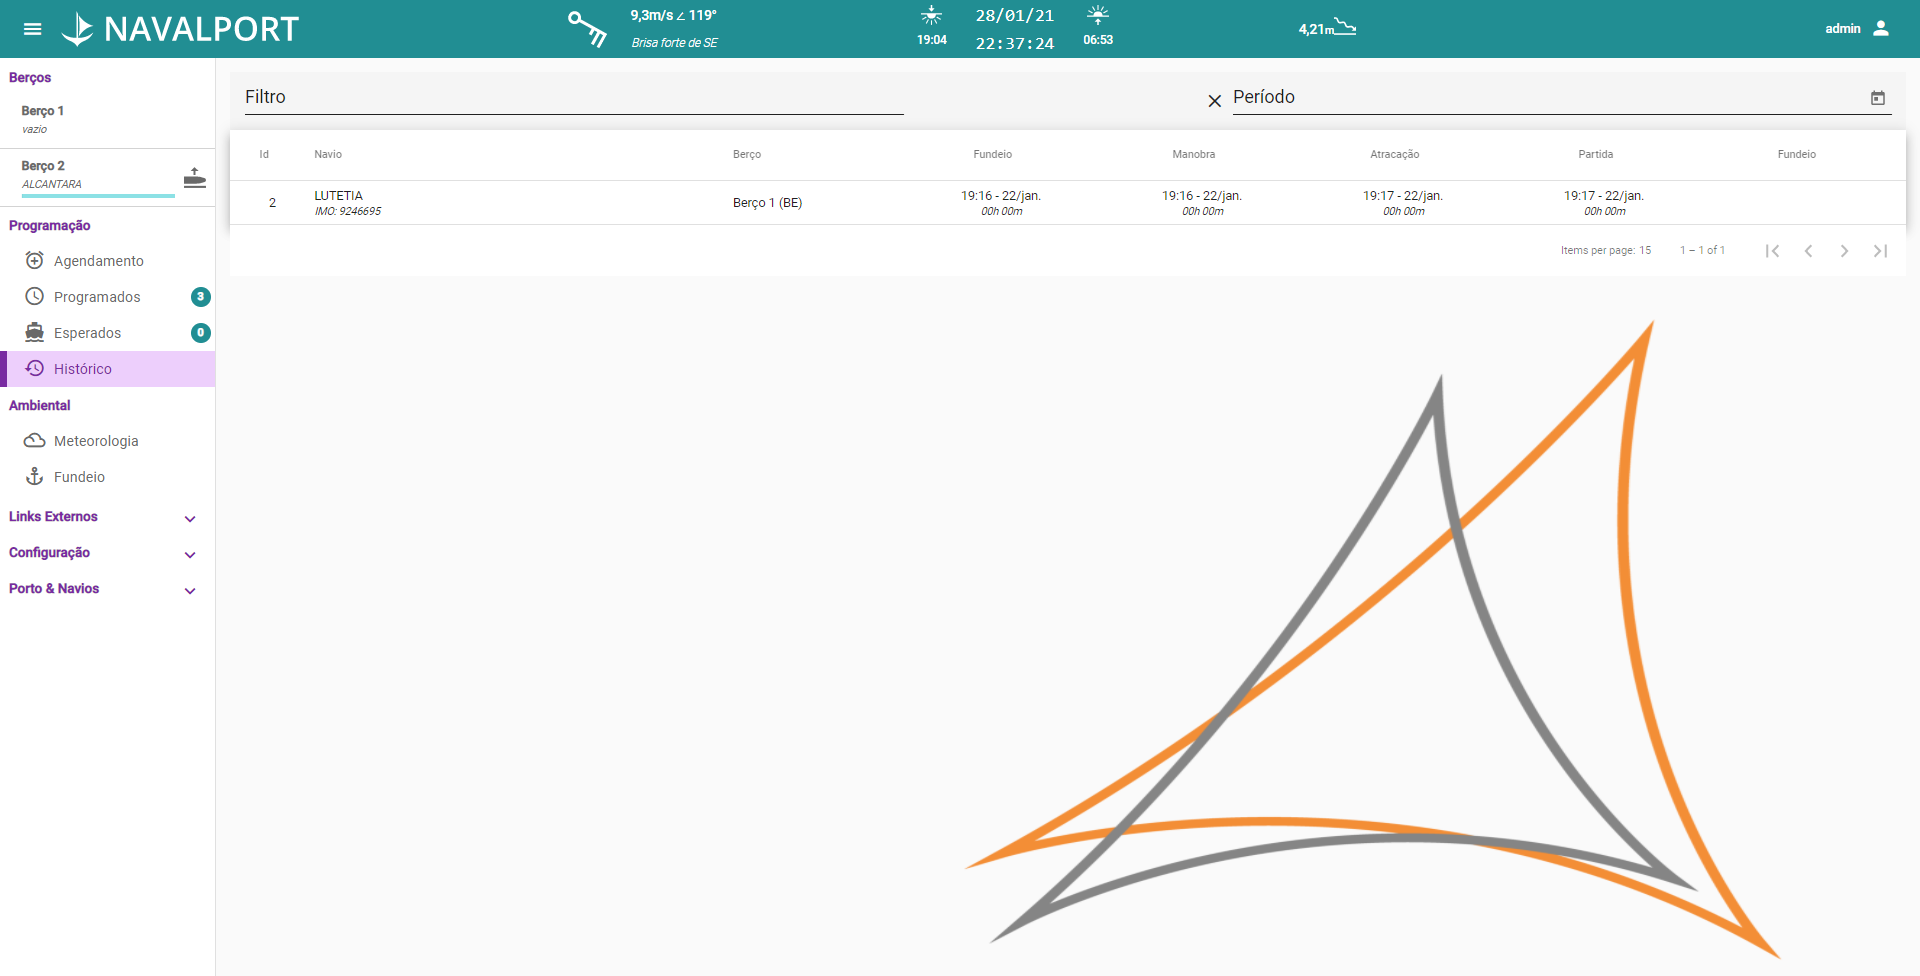 NAVALPORT
9,3m/s ∠ 119°
Brisa forte de SE
19:04
28/01/21
22:37:24
06:53
4,21m
admin
Berços
Berço 1
vazio
Berço 2
ALCANTARA
Programação
Agendamento
Programados 3
Esperados 0
Histórico
Ambiental
Meteorologia
Fundeio
Links Externos
Configuração
Porto & Navios
Filtro
Período
Id Navio Berço Fundeio Manobra Atracação Partida Fundeio
2 LUTETIA Berço 1 (BE) 19:16 - 22/jan. 19:16 - 22/jan. 19:17 - 22/jan. 19:17 - 22/jan.
IMO: 9246695 00h 00m 00h 00m 00h 00m 00h 00m
Items per page: 15 1 – 1 of 1